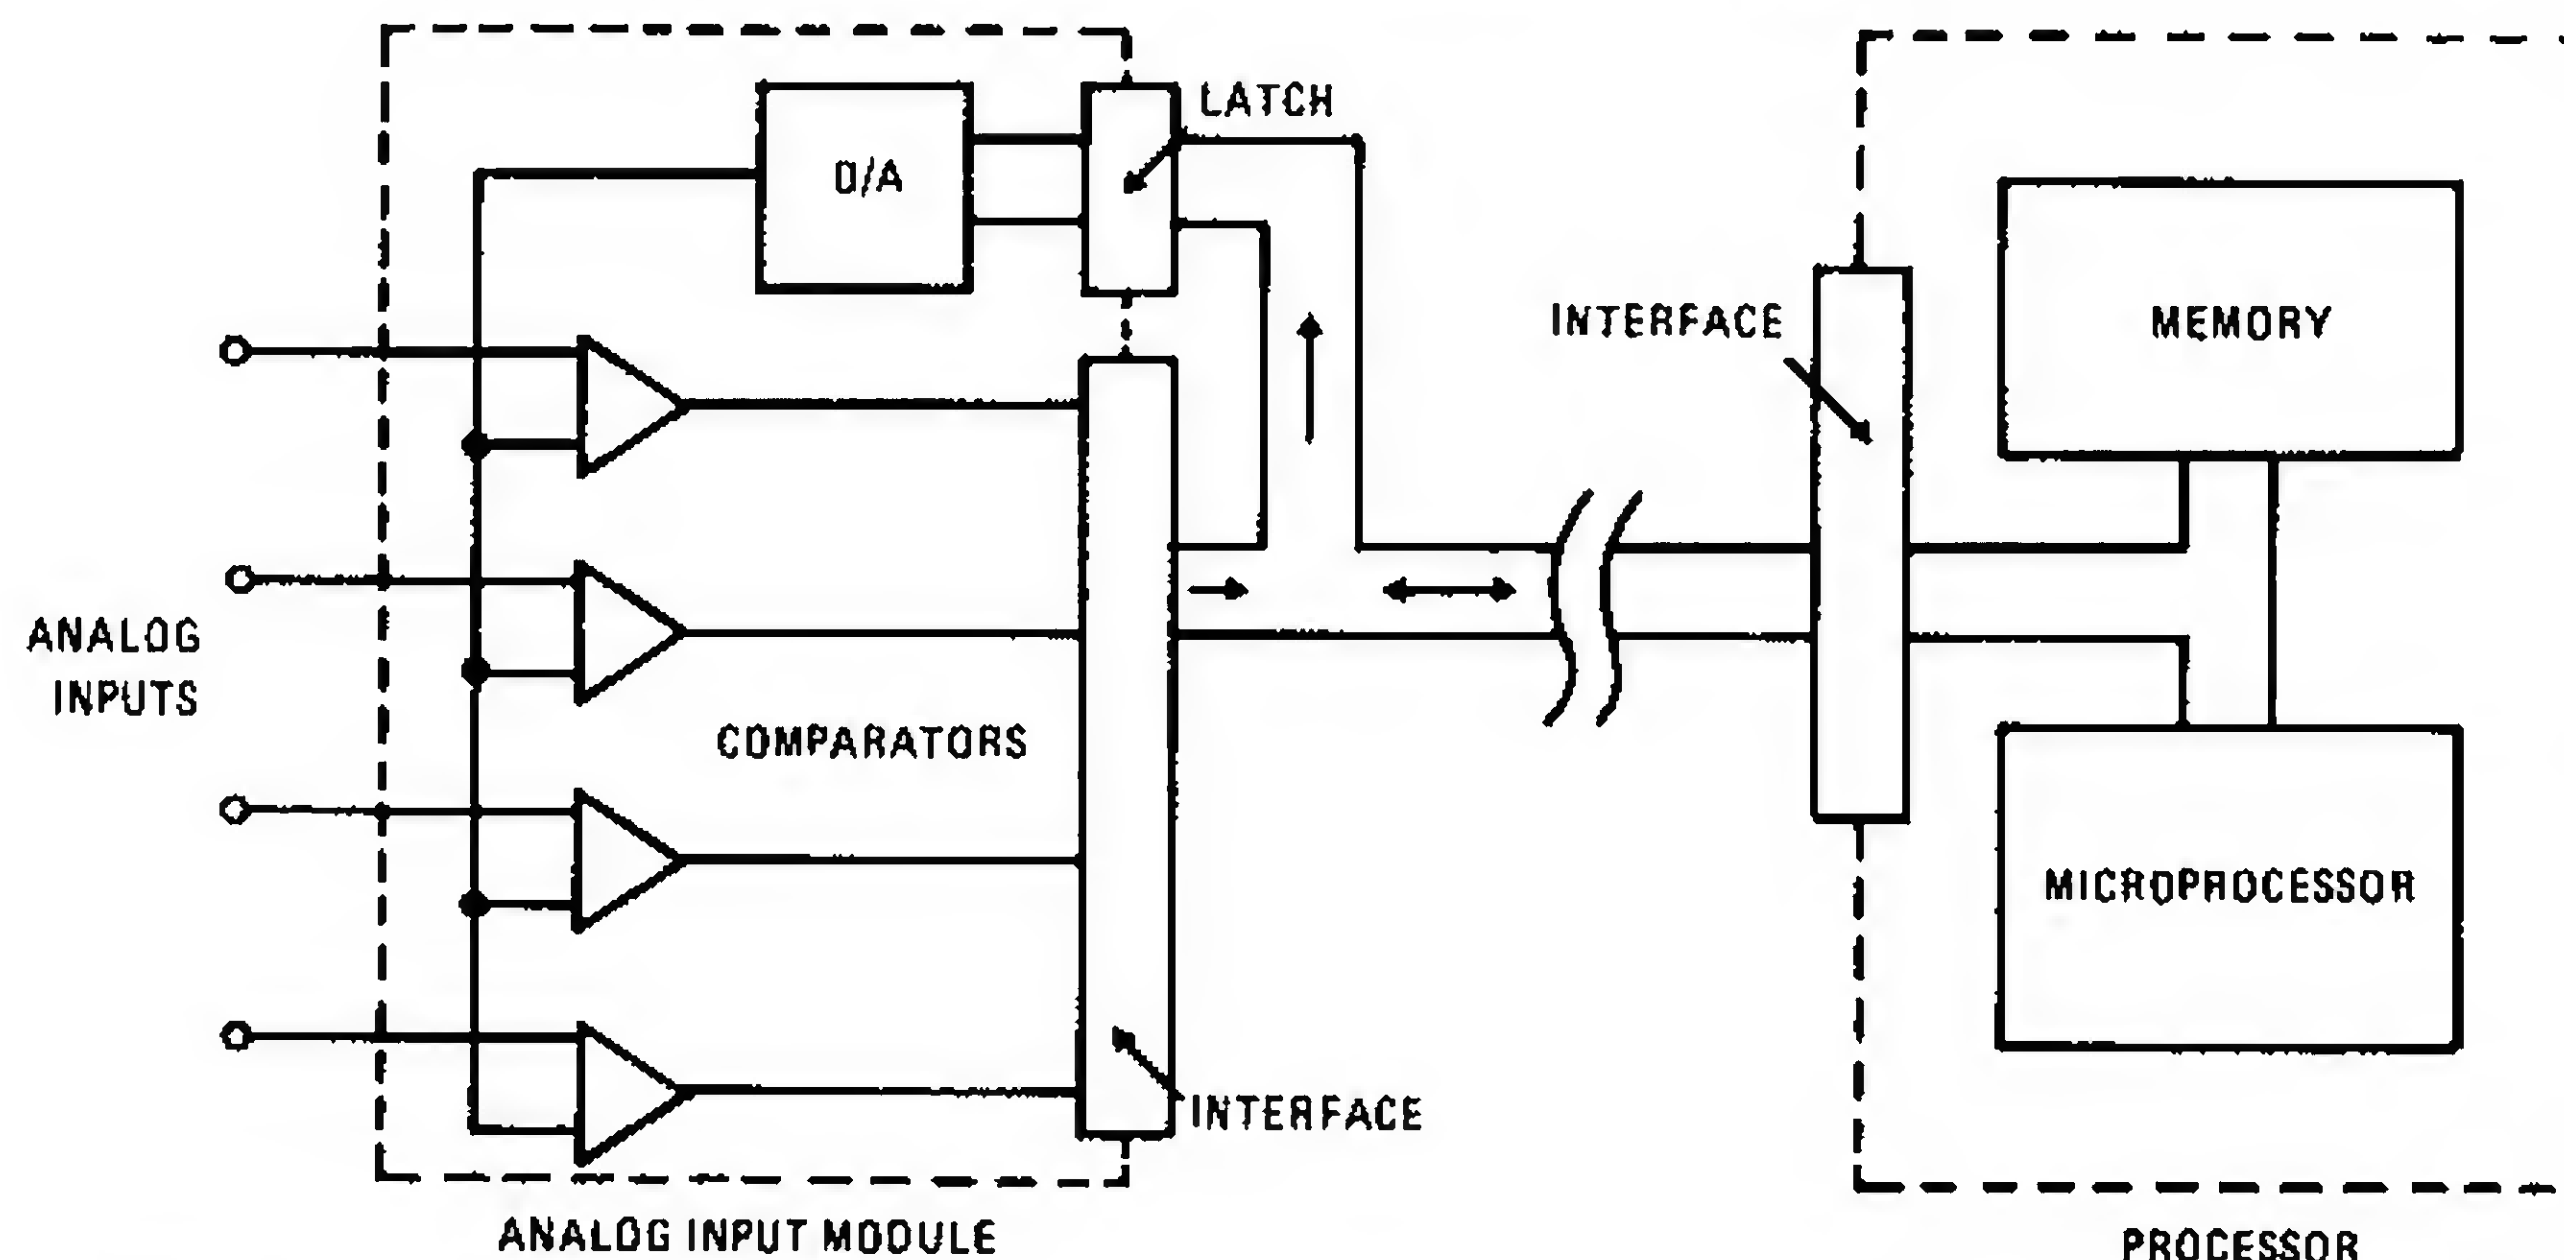 LATCH
D/A
INTERFACE
MEMORY
ANALOG
INPUTS
COMPARATORS
MICROPROCESSOR
INTERFACE
ANALOG INPUT MODULE
PROCESSOR